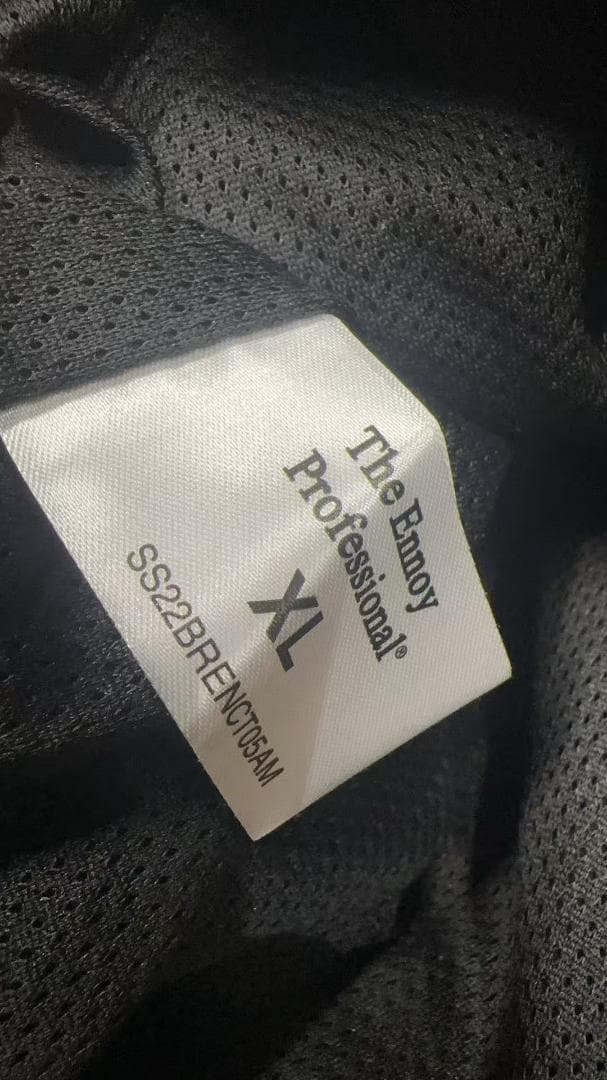 The Ennoy
Professional®
XL
SS22BRENCT05AM